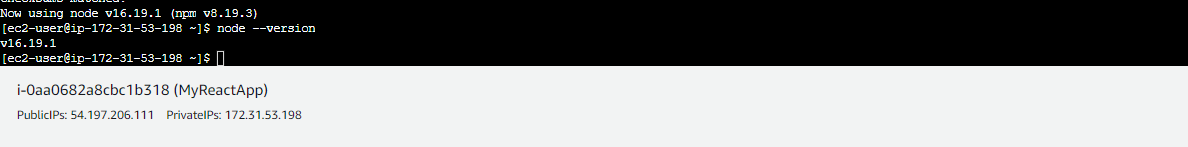 checksums matched!
Now using node v16.19.1 (npm v8.19.3)
[ec2-user@ip-172-31-53-198 ~]$ node --version
v16.19.1
[ec2-user@ip-172-31-53-198 ~]$
i-0aa0682a8cbc1b318 (MyReactApp)
PublicIPs: 54.197.206.111 PrivateIPs: 172.31.53.198